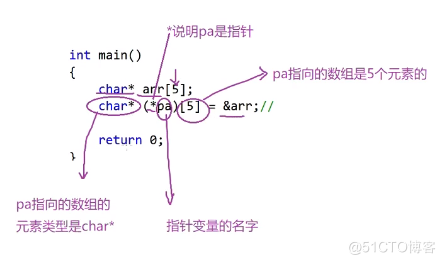 *说明pa是指针
int main()
{
char* arr[5];
char* (*pa)[5] = &arr;//
return 0;
}
pa指向的数组是5个元素的
pa指向的数组的
元素类型是char*
指针变量的名字
@51CTO博客